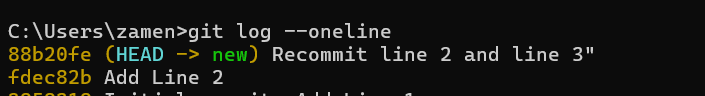 C:\Users\zamen>git log --oneline
88b20fe (HEAD -> new) Recommit line 2 and line 3"
fdec82b Add Line 2